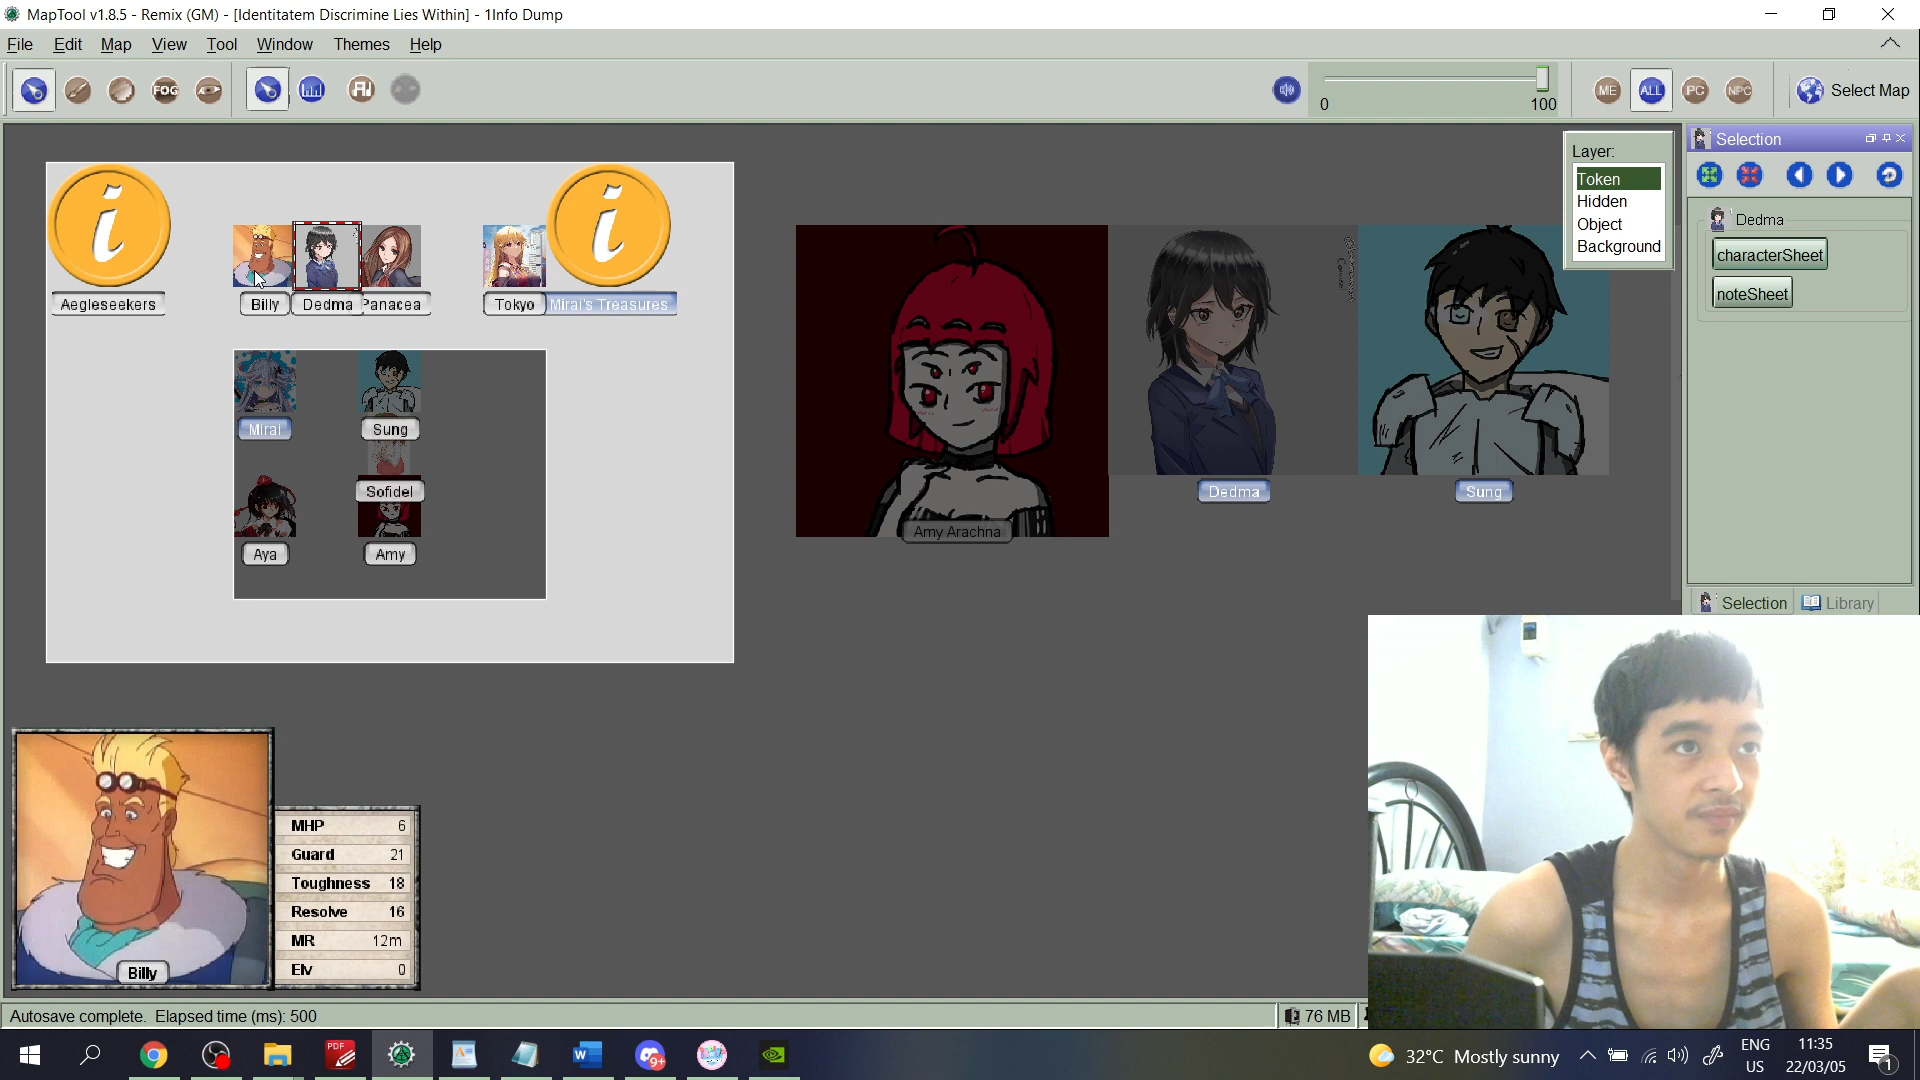 MapTool v1.8.5 - Remix (GM) - [Identitatem Discrimine Lies Within] - 1Info Dump
File Edit Map View Tool Window Themes Help
FOG
0 100
ME ALL PC NPC Select Map
Layer:
Token
Hidden
Object
Background
Selection
Dedma
characterSheet
noteSheet
Selection Library
Aegleseekers Billy Dedma Panacea Tokyo Mirai's Treasures
Mirai Sung
Sofidel
Aya Amy
Amy Arachna Dedma Sung
Billy
MHP 6
Guard 21
Toughness 18
Resolve 16
MR 12m
Elv 0
Autosave complete. Elapsed time (ms): 500
76 MB
PDF
W
9+
32°C Mostly sunny
ENG
US
11:35
22/03/05
1